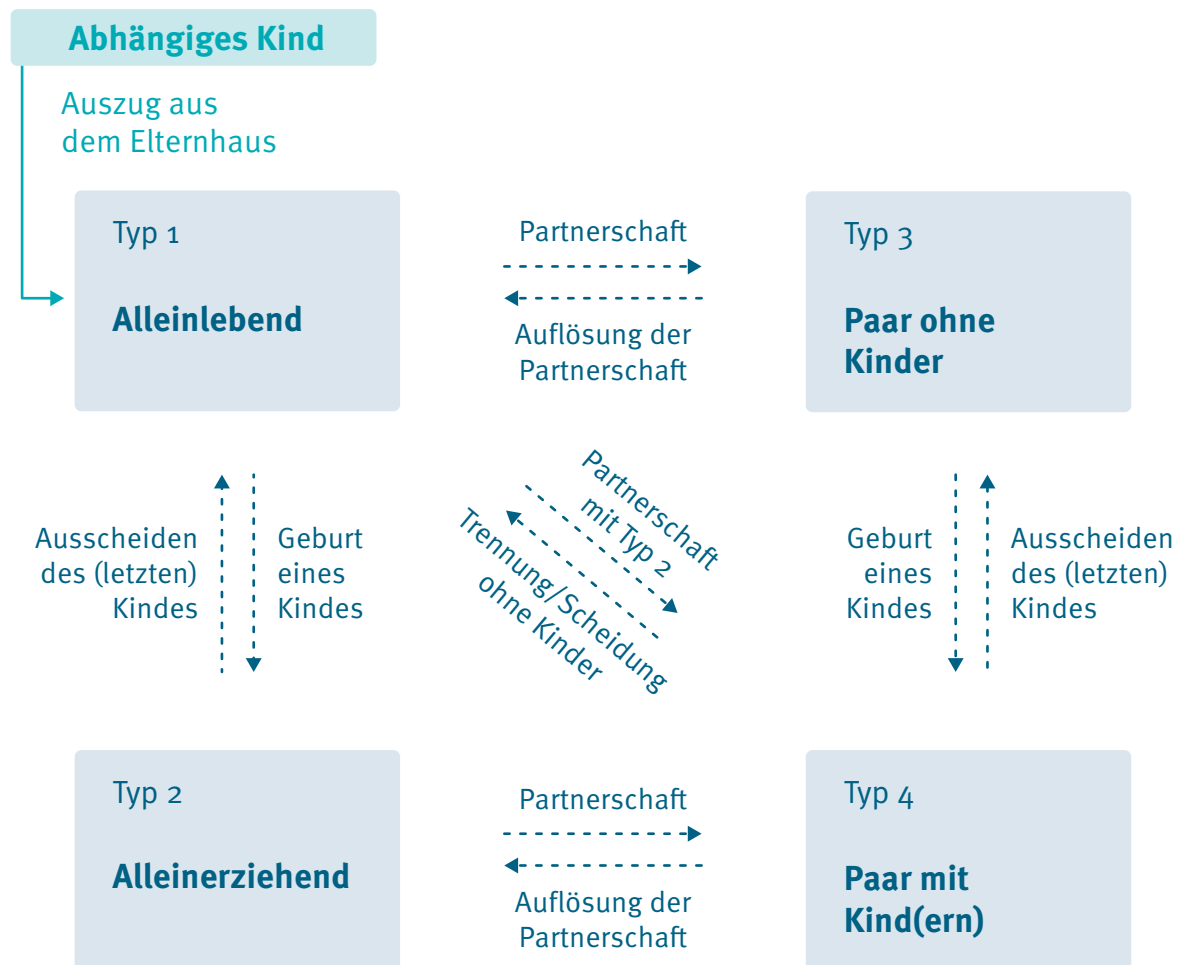 Abhängiges Kind
Auszug aus
dem Elternhaus
Typ 1
Alleinlebend
Partnerschaft
Auflösung der
Partnerschaft
Typ 3
Paar ohne
Kinder
Ausscheiden
des (letzten)
Kindes
Geburt
eines
Kindes
Partnerschaft
mit Typ 2
Trennung/Scheidung
ohne Kinder
Geburt
eines
Kindes
Ausscheiden
des (letzten)
Kindes
Typ 2
Alleinerziehend
Partnerschaft
Auflösung der
Partnerschaft
Typ 4
Paar mit
Kind(ern)